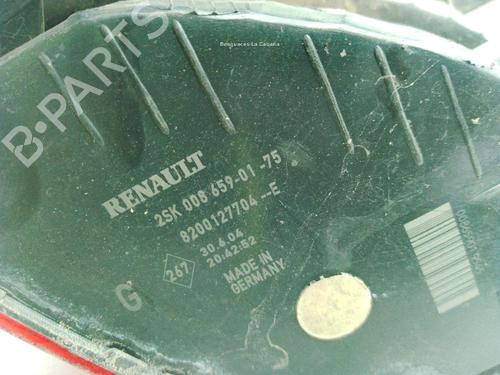 Desguaces La Cabaña
B-PARTS
RENAULT
2SK 008 659-01 -75
8200127704--E
30.6.04
20:42:52
267
MADE IN
GERMANY
G